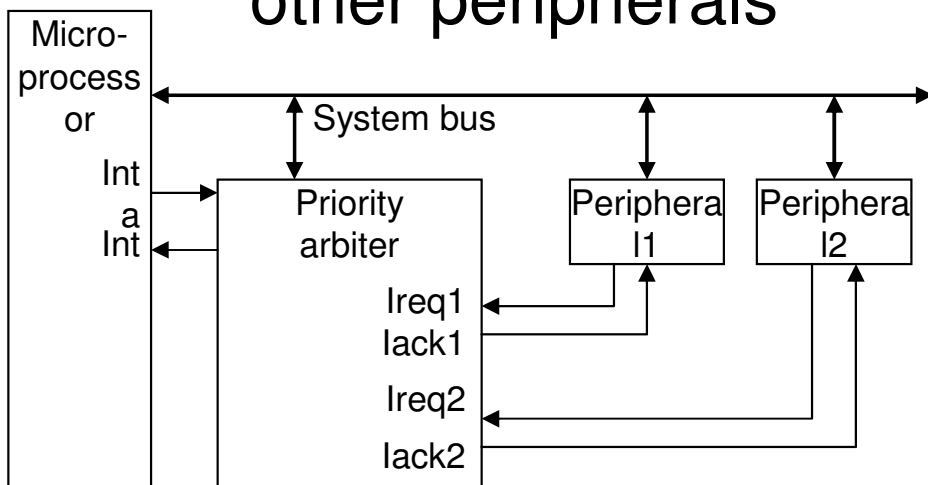 other peripherals
Micro-
process
or
System bus
Int
a
Int
Priority
arbiter
Periphera
l1
Periphera
l2
Ireq1
Iack1
Ireq2
Iack2